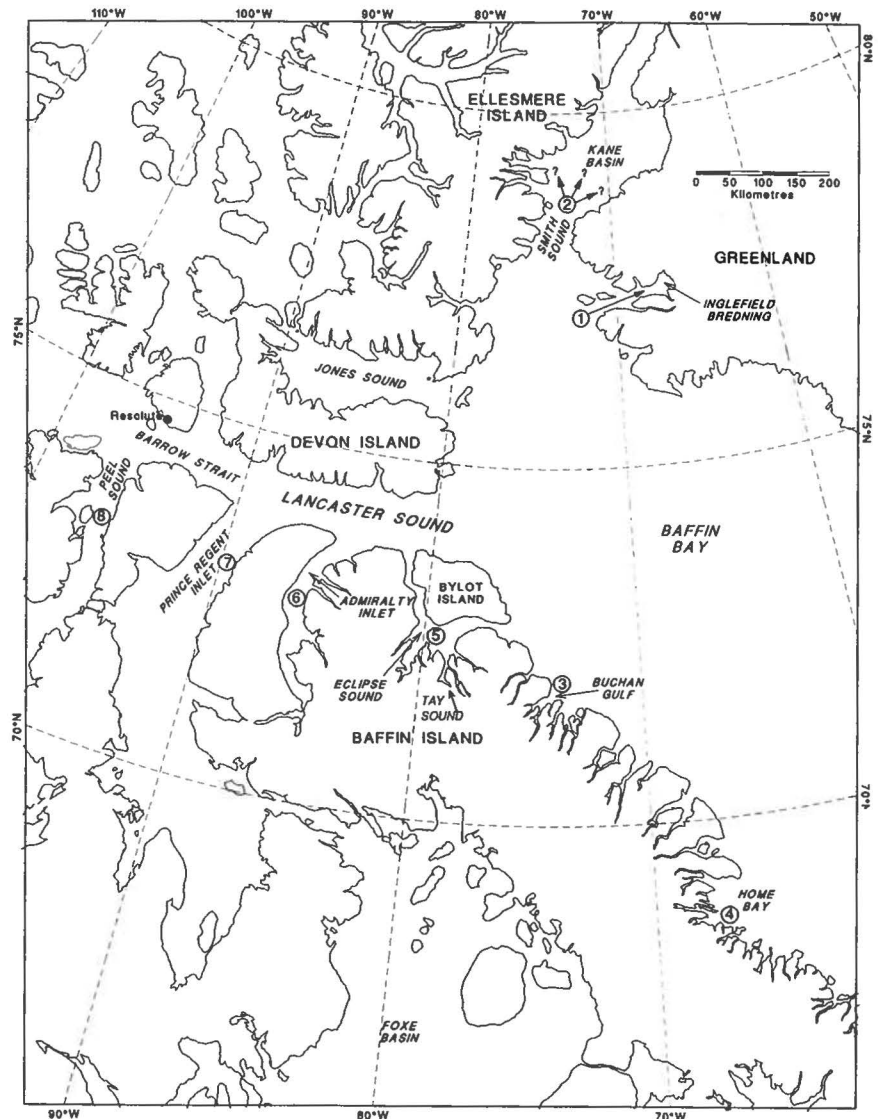 110°W
100°W
90°W
80°W
70°W
60°W
50°W
80°N
ELLESMERE
ISLAND
KANE
BASIN
?
?
?
②
SMITH
SOUND
0 50 100 150 200
Kilometres
GREENLAND
INGLEFIELD
BREDNING
①
75°N
JONES SOUND
75°N
Resolute
DEVON ISLAND
BARROW STRAIT
PEEL
SOUND
LANCASTER SOUND
BAFFIN
BAY
⑧
⑦
PRINCE REGENT
INLET
⑥
ADMIRALTY
INLET
BYLOT
ISLAND
⑤
ECLIPSE
SOUND
TAY
SOUND
③
BUCHAN
GULF
70°N
BAFFIN ISLAND
70°N
HOME
BAY
④
FOXE
BASIN
90°W
80°W
70°W